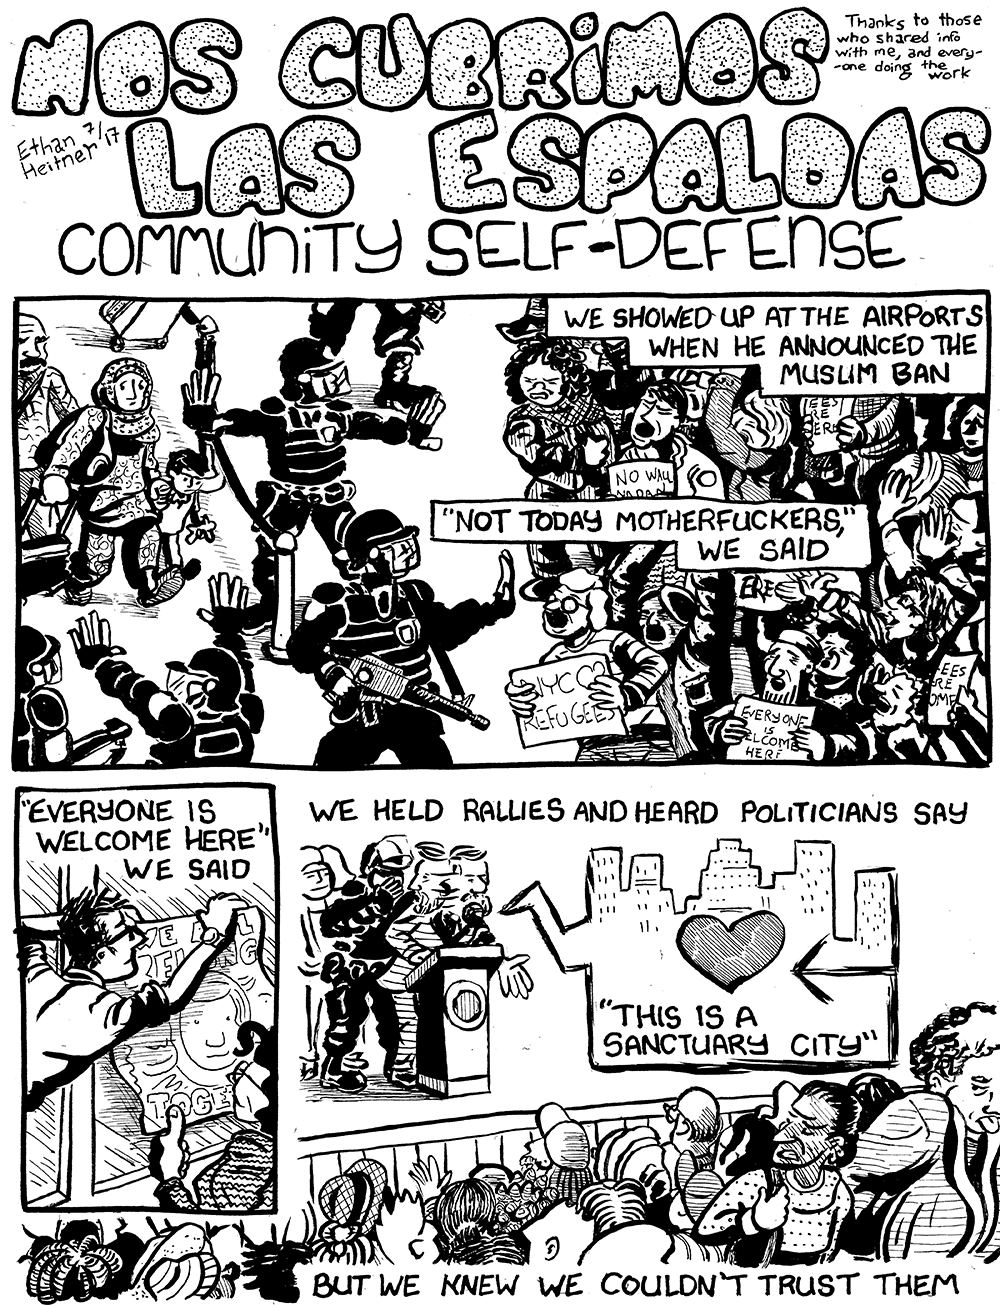 NOS CUBRIMOS
LAS ESPALDAS
COMMUNITY SELF-DEFENSE
Thanks to those
who shared info
with me, and every-
-one doing the
work
Ethan 7/17
Heitner
WE SHOWED UP AT THE AIRPORTS
WHEN HE ANNOUNCED THE
MUSLIM BAN
NO WALL
"NOT TODAY MOTHERFUCKERS,"
WE SAID
ERE
NYC
REFUGEES
EVERYONE
IS
ELCOME
HERE
"EVERYONE IS
WELCOME HERE"
WE SAID
TOGE
WE HELD RALLIES AND HEARD POLITICIANS SAY
"THIS IS A
SANCTUARY CITY"
BUT WE KNEW WE COULDN'T TRUST THEM